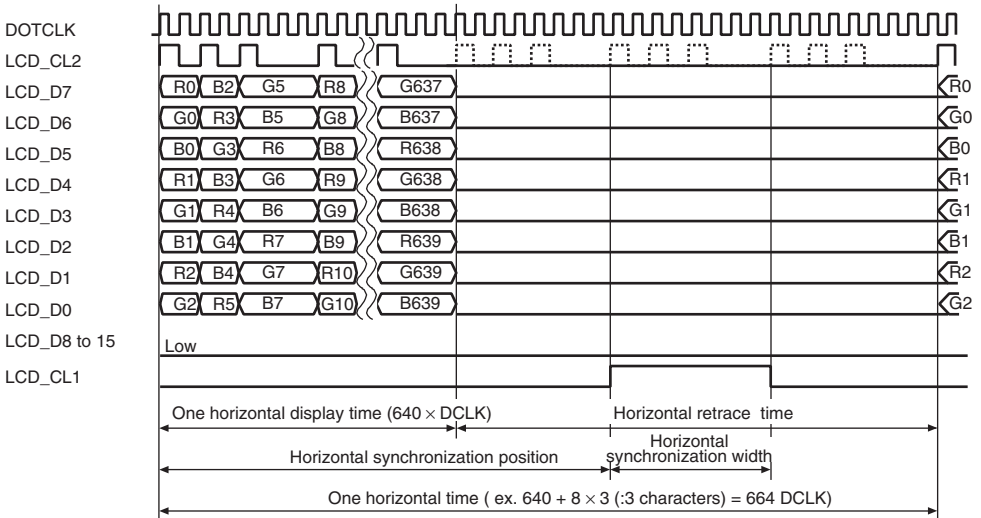 DOTCLK
LCD_CL2
LCD_D7 R0 B2 G5 R8 G637 R0
LCD_D6 G0 R3 B5 G8 B637 G0
LCD_D5 B0 G3 R6 B8 R638 B0
LCD_D4 R1 B3 G6 R9 G638 R1
LCD_D3 G1 R4 B6 G9 B638 G1
LCD_D2 B1 G4 R7 B9 R639 B1
LCD_D1 R2 B4 G7 R10 G639 R2
LCD_D0 G2 R5 B7 G10 B639 G2
LCD_D8 to 15 Low
LCD_CL1
One horizontal display time (640 × DCLK) Horizontal retrace time
Horizontal synchronization position Horizontal
synchronization width
One horizontal time ( ex. 640 + 8 × 3 (:3 characters) = 664 DCLK)